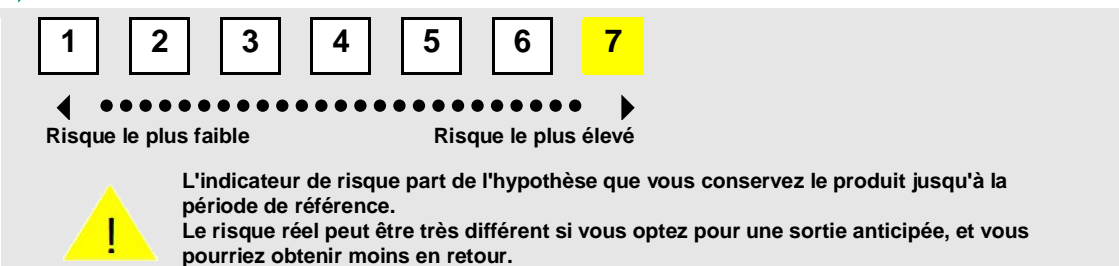 1 2 3 4 5 6 7
Risque le plus faible Risque le plus élevé
L'indicateur de risque part de l'hypothèse que vous conservez le produit jusqu'à la
période de référence.
! Le risque réel peut être très différent si vous optez pour une sortie anticipée, et vous
pourriez obtenir moins en retour.